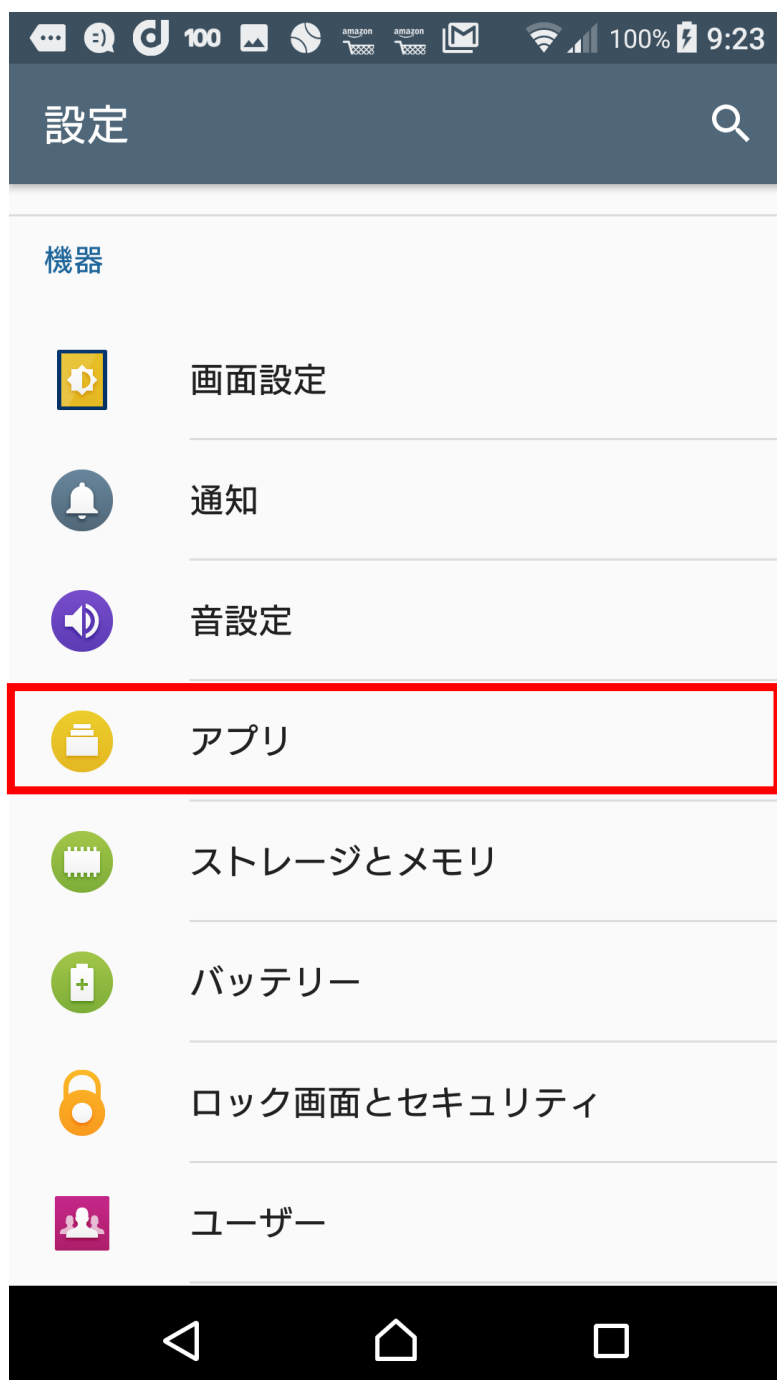 100 amazon amazon 100% 9:23
設定
機器
画面設定
通知
音設定
アプリ
ストレージとメモリ
バッテリー
ロック画面とセキュリティ
ユーザー